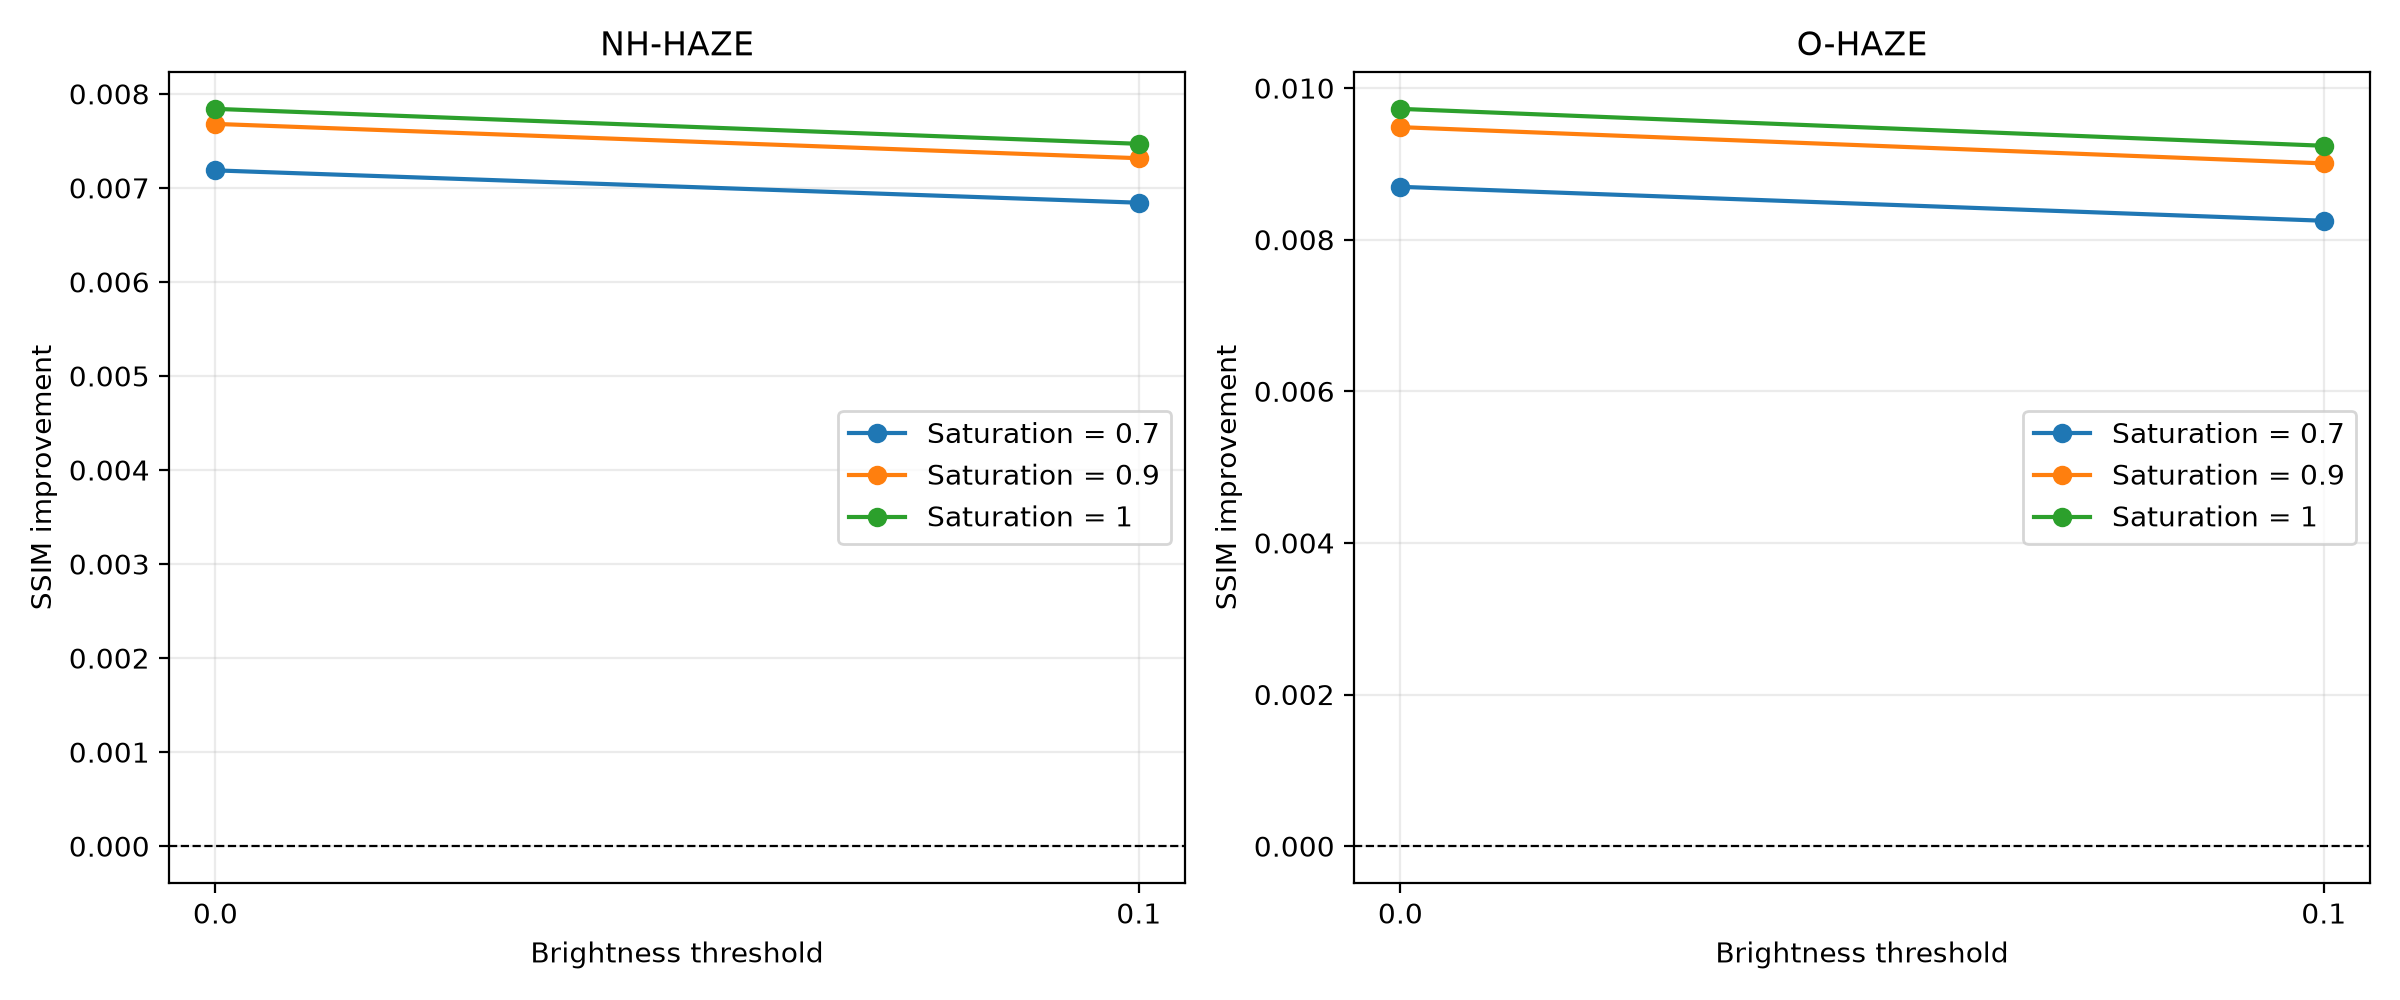 NH-HAZE
0.008
0.007
0.006
0.005
0.004
0.003
0.002
0.001
0.000
SSIM improvement
Saturation = 0.7
Saturation = 0.9
Saturation = 1
0.0
0.1
Brightness threshold
O-HAZE
0.010
0.008
0.006
0.004
0.002
0.000
SSIM improvement
Saturation = 0.7
Saturation = 0.9
Saturation = 1
0.0
0.1
Brightness threshold